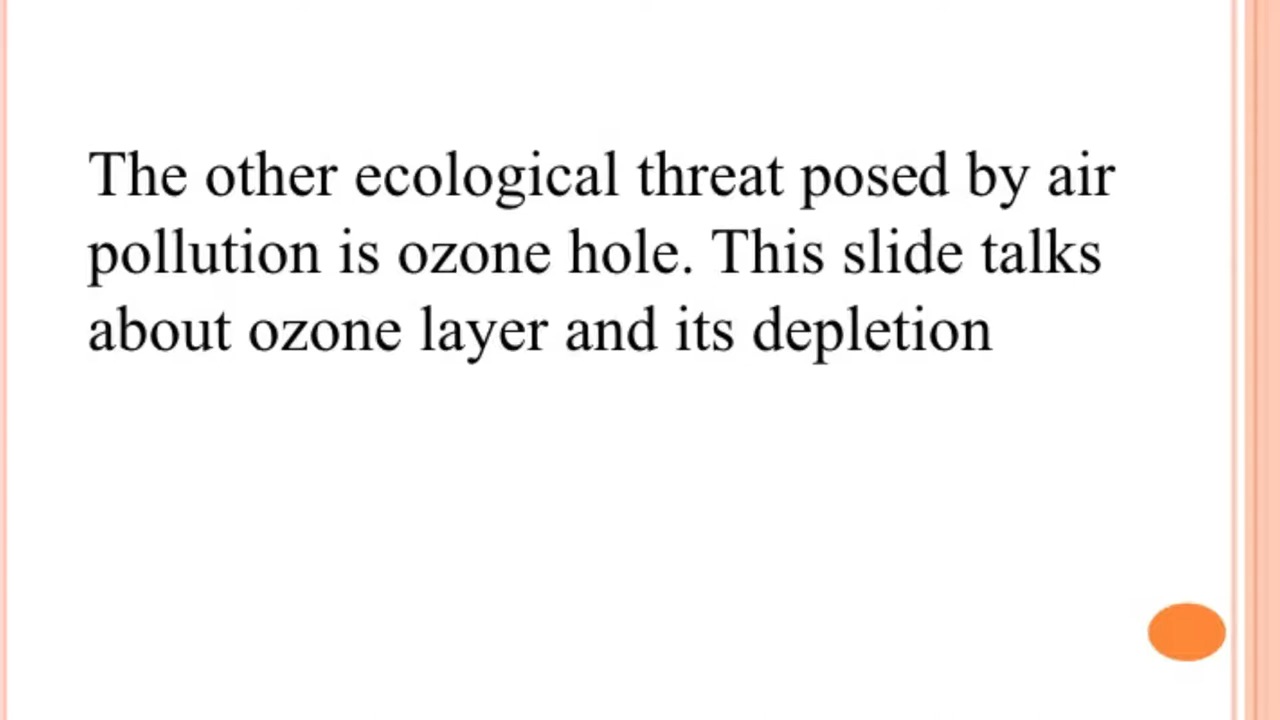 The other ecological threat posed by air
pollution is ozone hole. This slide talks
about ozone layer and its depletion